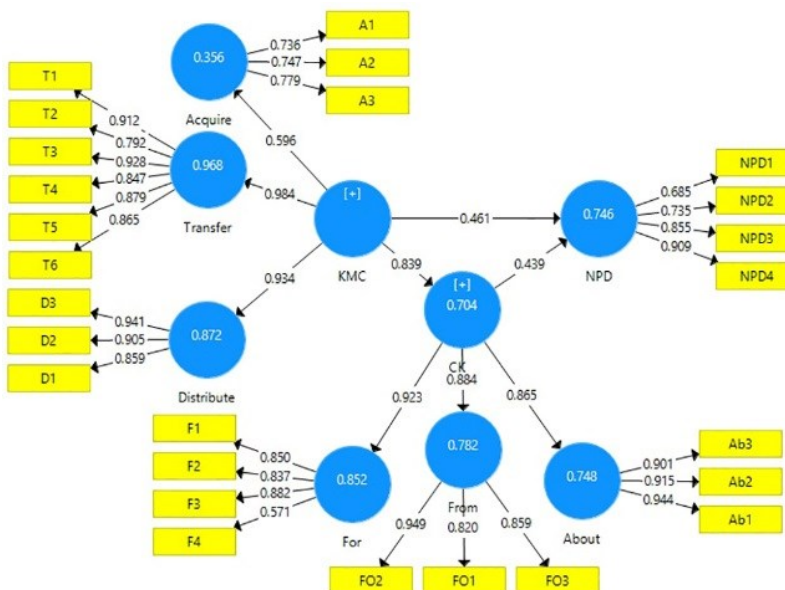 A1
0.736
0.356
0.747
A2
0.779
A3
Acquire
T1
0.912
T2
0.792
T3
0.928
0.968
T4
0.847
T5
0.879
0.865
T6
Transfer
0.596
0.984
[+]
KMC
0.461
0.839
0.934
NPD1
0.685
NPD2
0.735
0.746
0.855
NPD3
0.909
NPD4
NPD
0.439
[+]
0.704
CK
D3
0.941
D2
0.905
0.872
0.859
D1
Distribute
0.923
0.884
0.865
F1
0.850
F2
0.837
0.852
F3
0.882
F4
0.571
For
0.782
From
0.949
0.820
0.859
FO2
FO1
FO3
0.748
About
0.901
Ab3
0.915
Ab2
0.944
Ab1